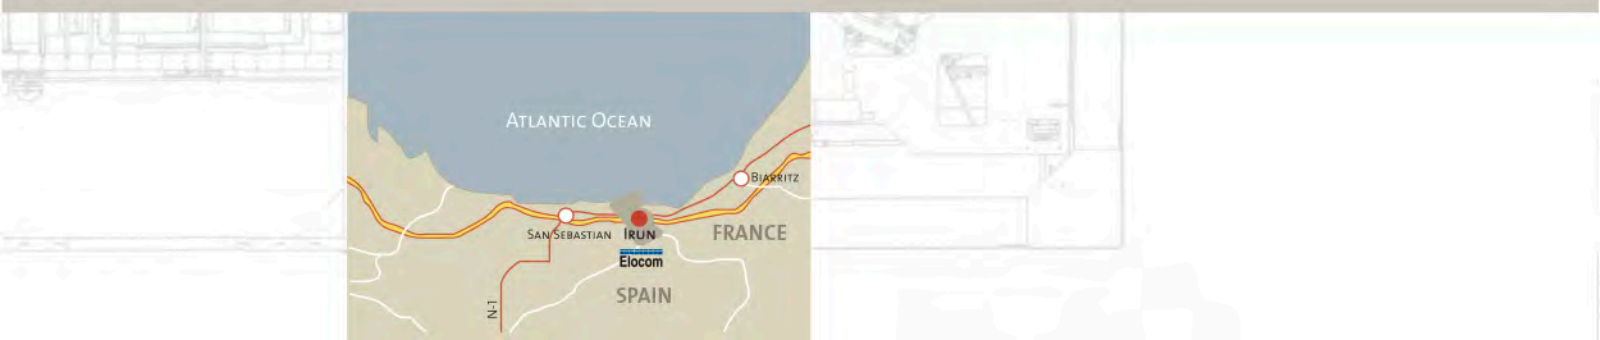 ATLANTIC OCEAN
BIARRITZ
SAN SEBASTIAN
IRUN
FRANCE
Elocom
SPAIN
N-1